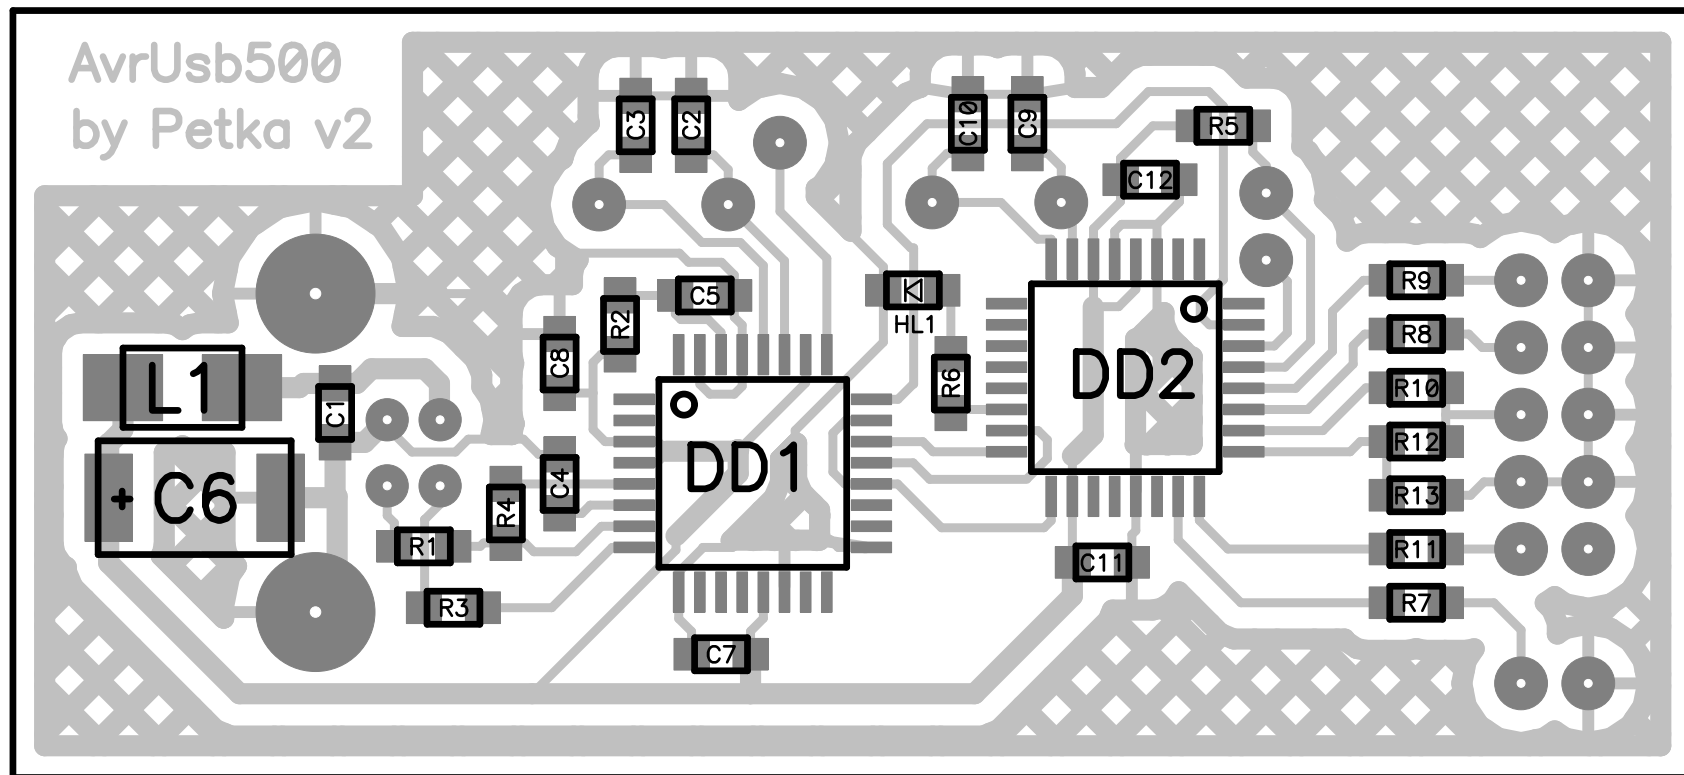 AvrUsb500
by Petka v2
C3
C2
C10
C9
R5
C12
R9
C5
HL1
R2
R8
C8
L1
C1
R6
DD2
R10
R12
DD1
C6
+
C4
R4
R13
R1
C11
R11
R3
R7
C7